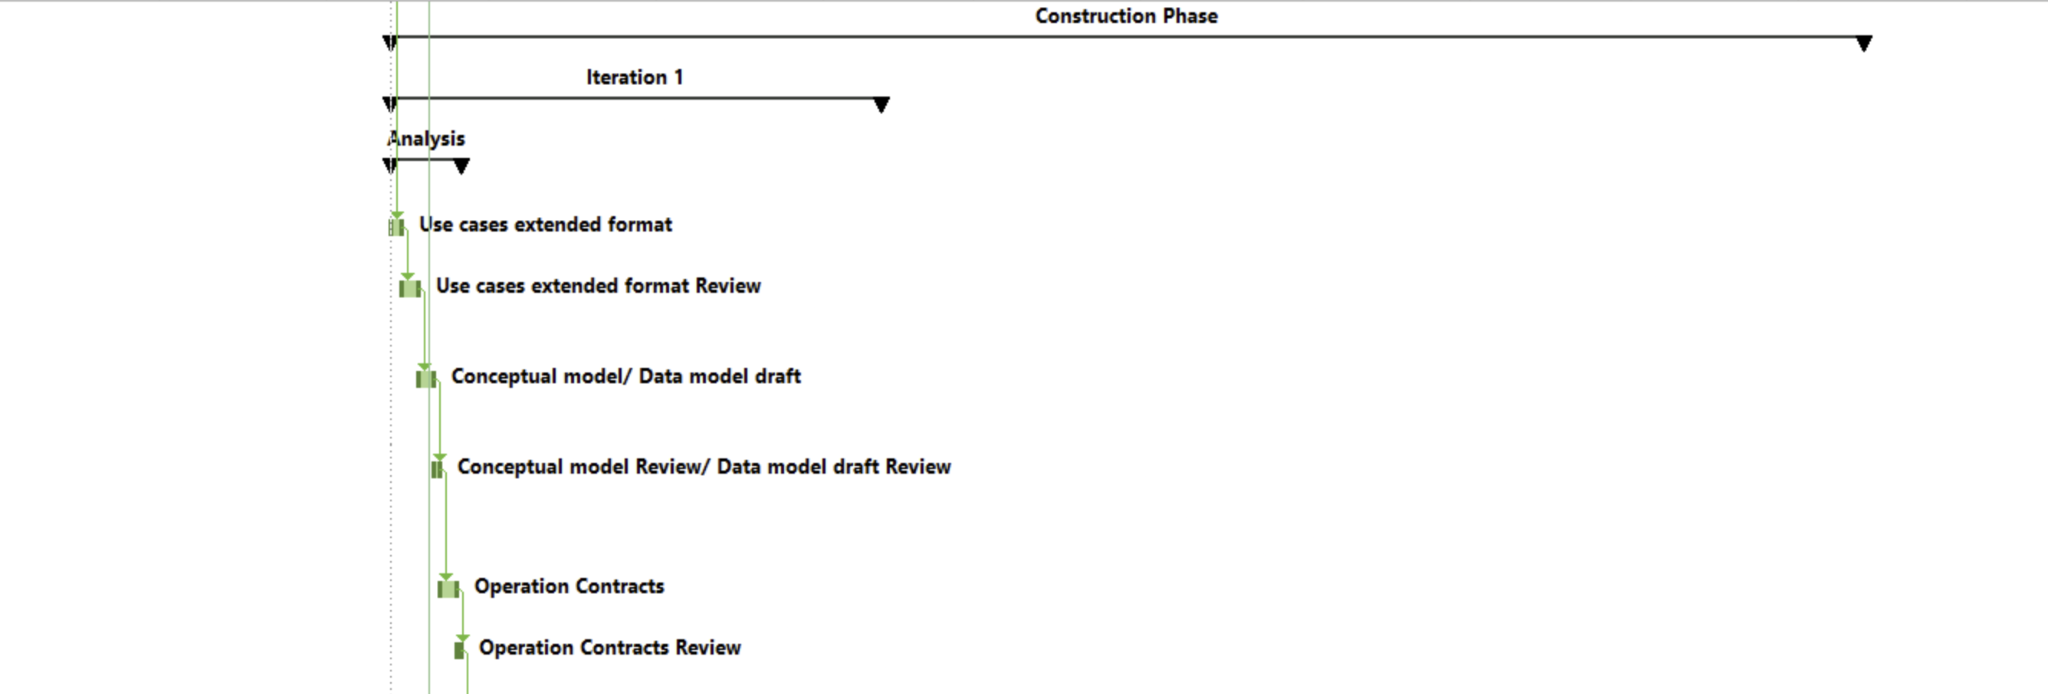 Construction Phase
Iteration 1
Analysis
Use cases extended format
Use cases extended format Review
Conceptual model/ Data model draft
Conceptual model Review/ Data model draft Review
Operation Contracts
Operation Contracts Review